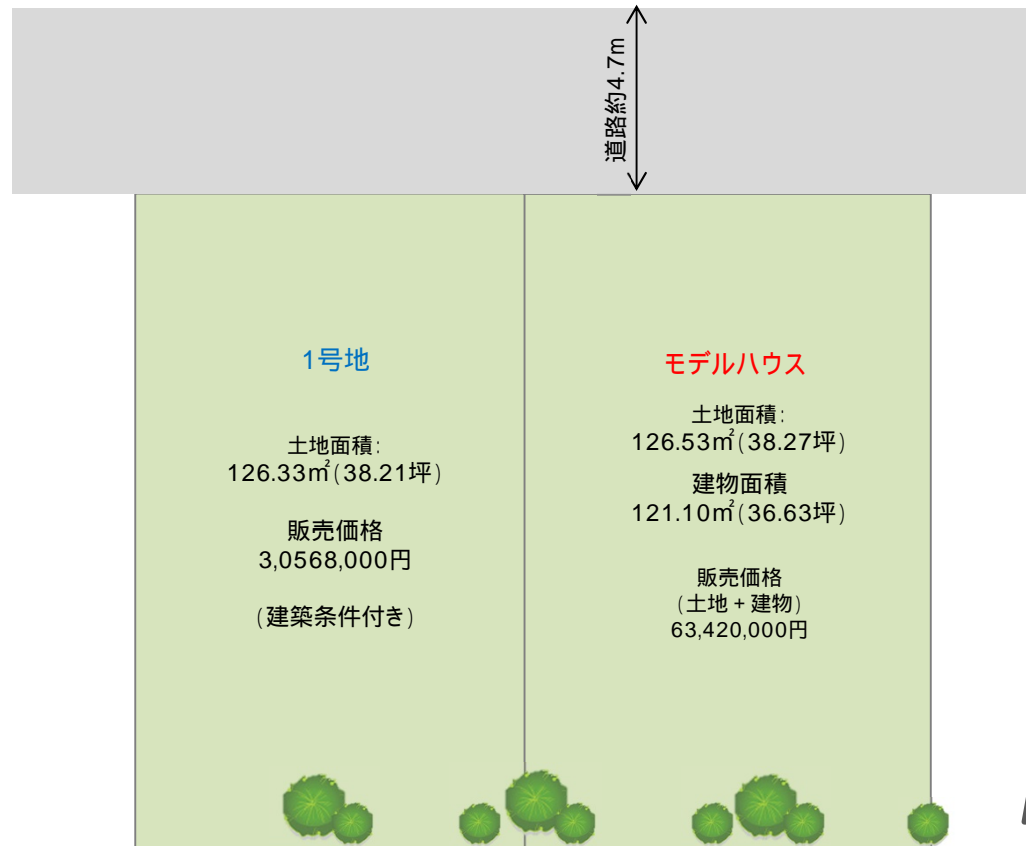 道路約4.7m
1号地
土地面積:
126.33㎡(38.21坪)
販売価格
3,0568,000円
(建築条件付き)
モデルハウス
土地面積:
126.53㎡(38.27坪)
建物面積
121.10㎡(36.63坪)
販売価格
(土地+建物)
63,420,000円